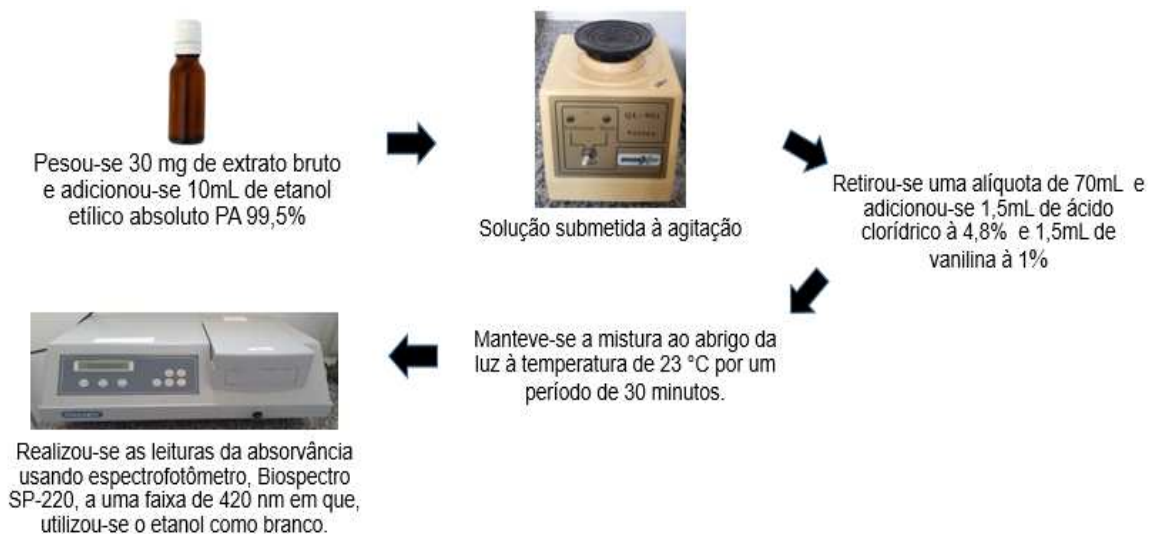 Pesou-se 30 mg de extrato bruto
e adicionou-se 10mL de etanol
etílico absoluto PA 99,5%
Solução submetida à agitação
Retirou-se uma alíquota de 70mL e
adicionou-se 1,5mL de ácido
clorídrico à 4,8% e 1,5mL de
vanilina à 1%
Manteve-se a mistura ao abrigo da
luz à temperatura de 23 °C por um
período de 30 minutos.
Realizou-se as leituras da absorvância
usando espectrofotômetro, Biospectro
SP-220, a uma faixa de 420 nm em que,
utilizou-se o etanol como branco.